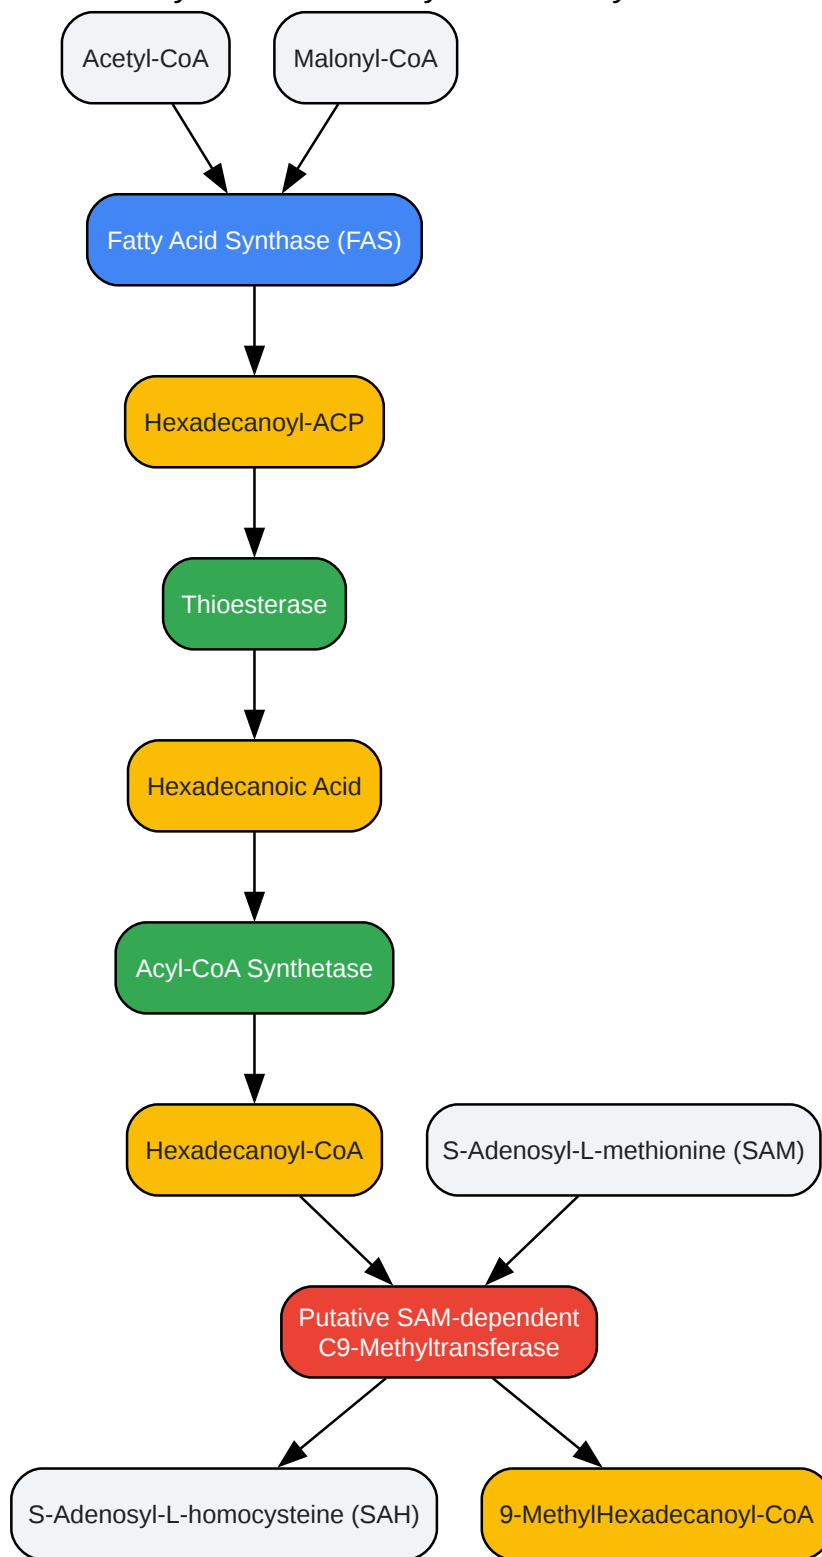 Acetyl-CoA
Malonyl-CoA
Fatty Acid Synthase (FAS)
Hexadecanoyl-ACP
Thioesterase
Hexadecanoic Acid
Acyl-CoA Synthetase
Hexadecanoyl-CoA
S-Adenosyl-L-methionine (SAM)
Putative SAM-dependent
C9-Methyltransferase
S-Adenosyl-L-homocysteine (SAH)
9-MethylHexadecanoyl-CoA